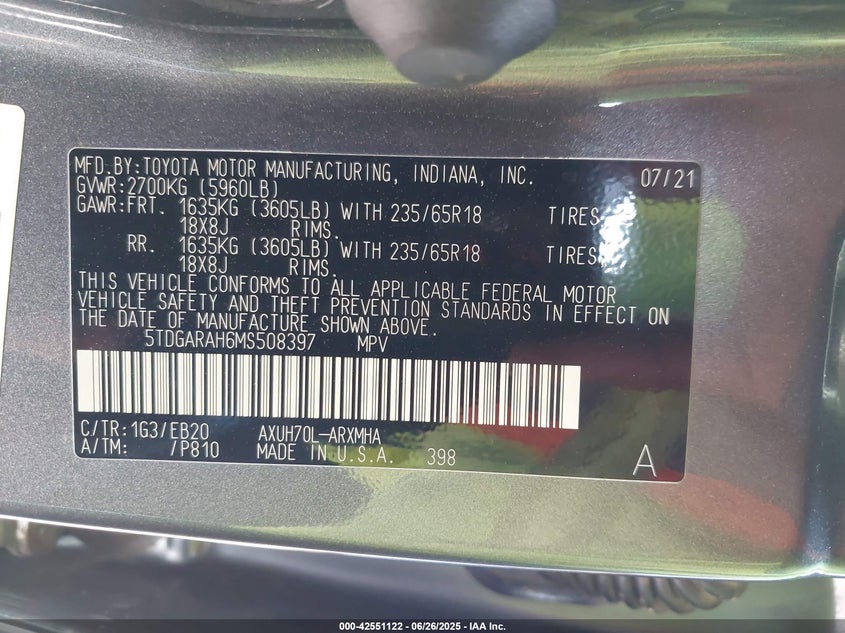 MFD.BY:TOYOTA MOTOR MANUFACTURING, INDIANA, INC. 07/21
GVWR:2700KG (5960LB)
GAWR:FRT. 1635KG (3605LB) WITH 235/65R18 TIRES
18X8J RIMS.
RR. 1635KG (3605LB) WITH 235/65R18 TIRES
18X8J RIMS.
THIS VEHICLE CONFORMS TO ALL APPLICABLE FEDERAL MOTOR
VEHICLE SAFETY AND THEFT PREVENTION STANDARDS IN EFFECT ON
THE DATE OF MANUFACTURE SHOWN ABOVE.
5TDGARAH6MS508397 MPV
C/TR:1G3/EB20 AXUH70L-ARXMHA
A/TM: /P810 MADE IN U.S.A. 398 A
000-42551122 - 06/26/2025 - IAA Inc.